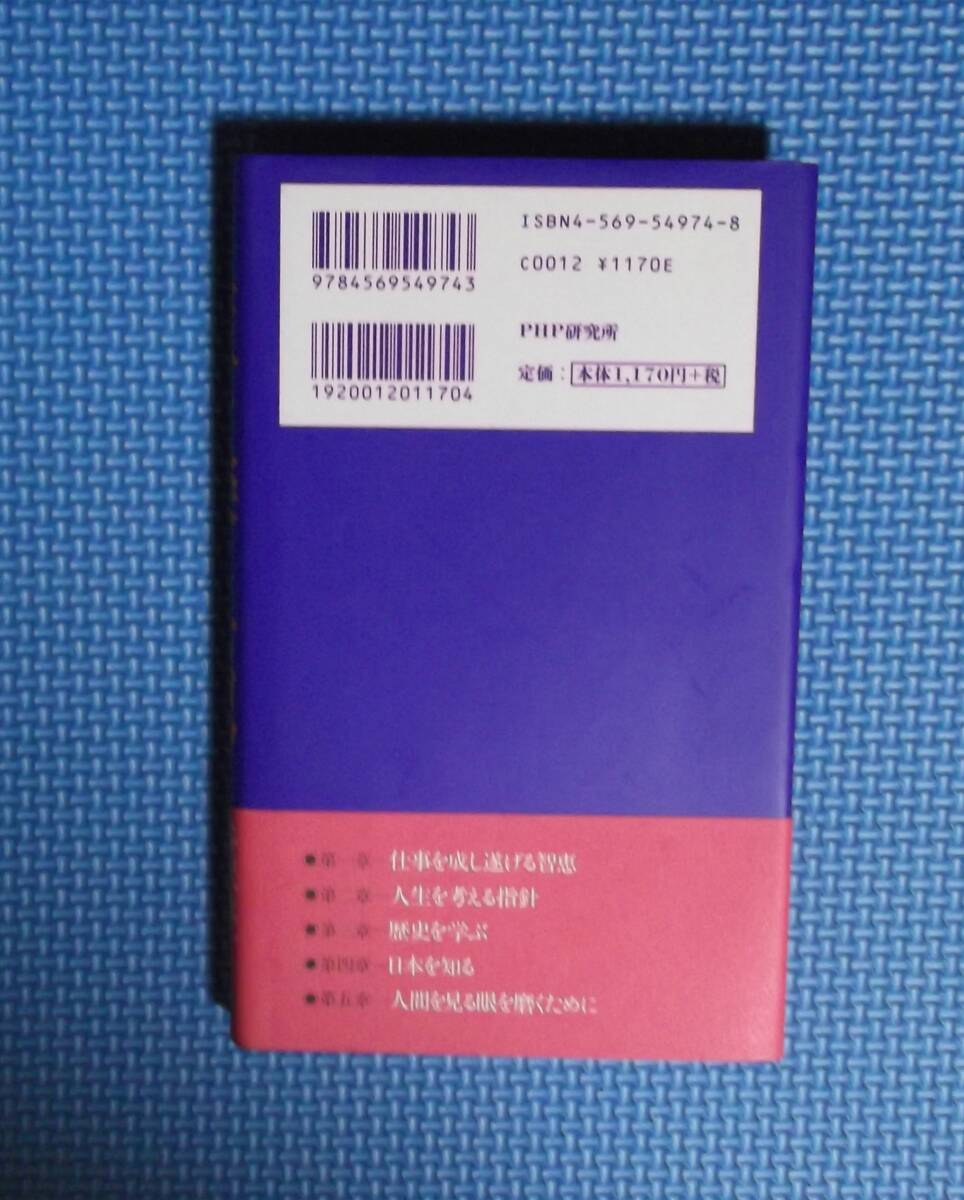 ISBN4-569-54974-8
9784569549743
C0012 ¥1170E
PHP研究所
1920012011704
定価:本体1,170円+税
●第一章 仕事を成し遂げる智恵
●第二章 人生を考える指針
●第三章 歴史を学ぶ
●第四章 日本を知る
●第五章 人間を見る眼を磨くために